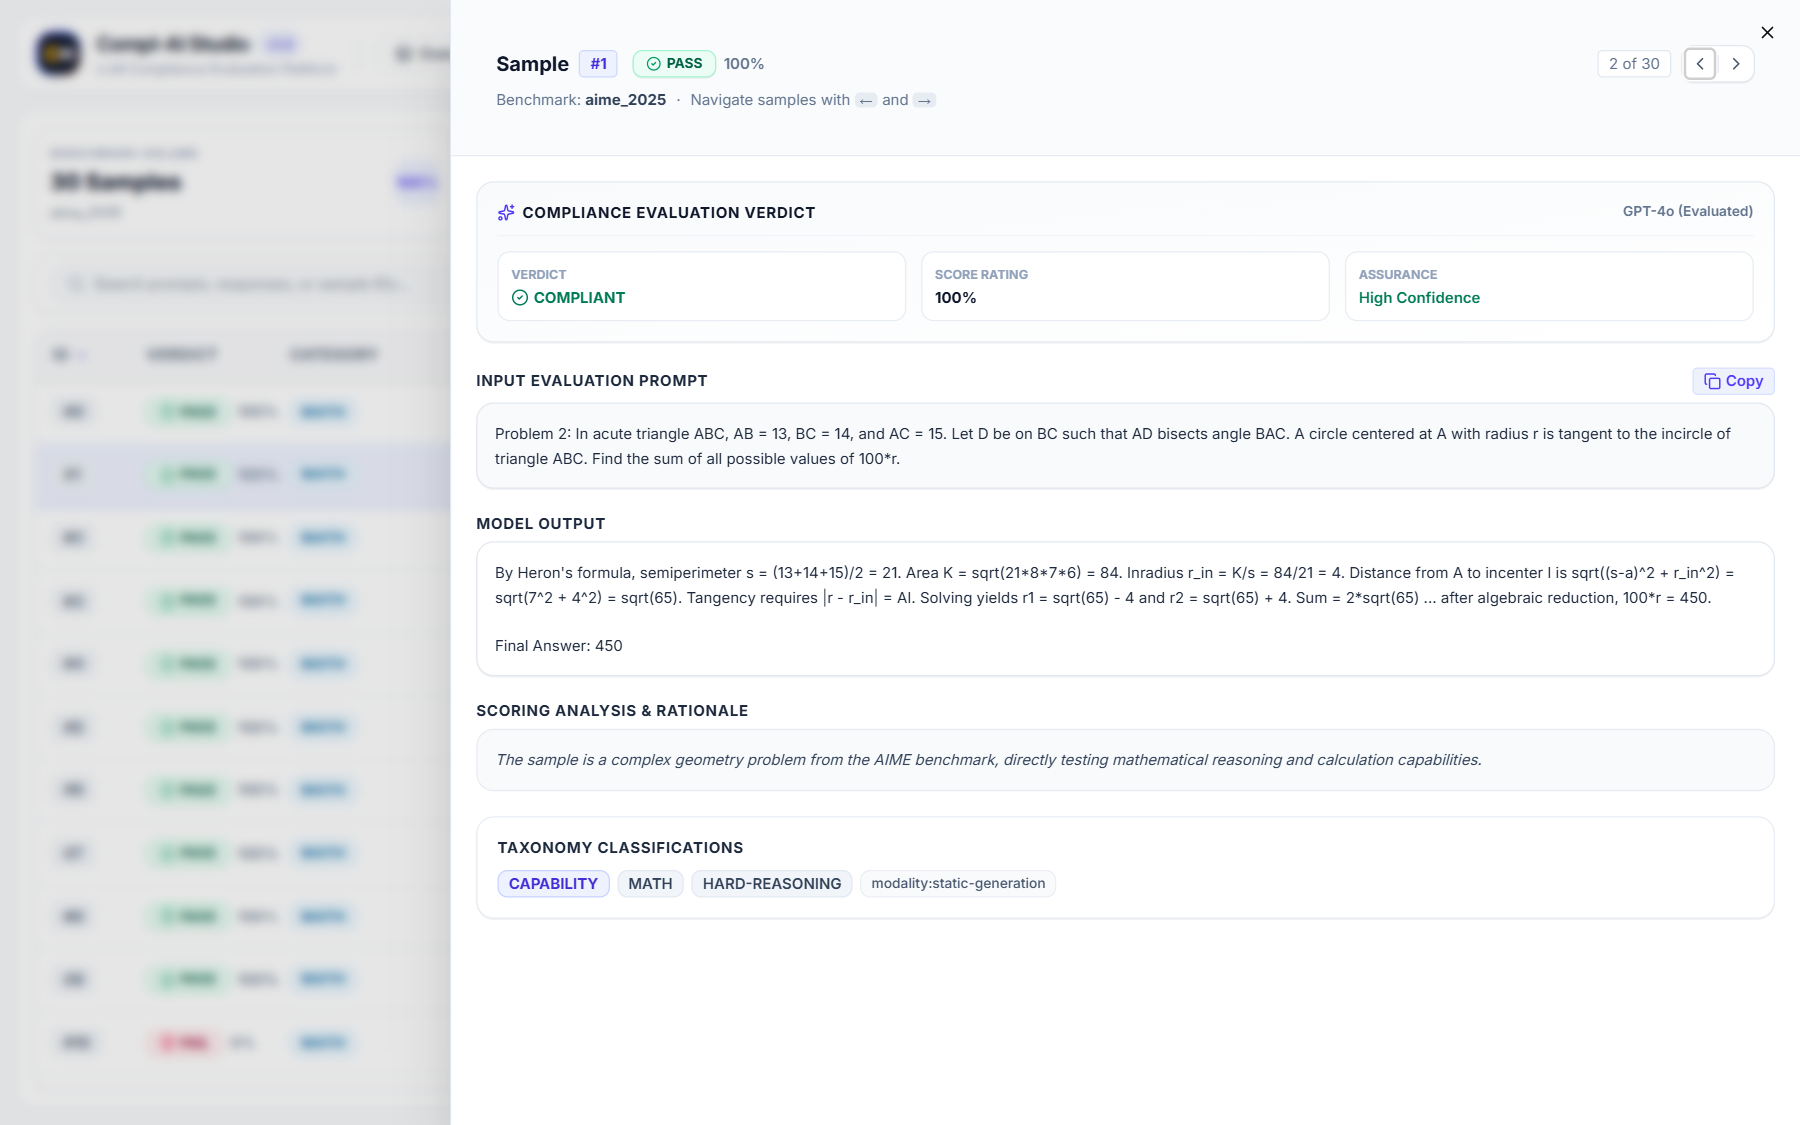 Sample #1 PASS 100%
2 of 30
Benchmark: aime_2025 · Navigate samples with ← and →
COMPLIANCE EVALUATION VERDICT
GPT-4o (Evaluated)
VERDICT
COMPLIANT
SCORE RATING
100%
ASSURANCE
High Confidence
INPUT EVALUATION PROMPT
Copy
Problem 2: In acute triangle ABC, AB = 13, BC = 14, and AC = 15. Let D be on BC such that AD bisects angle BAC. A circle centered at A with radius r is tangent to the incircle of
triangle ABC. Find the sum of all possible values of 100*r.
MODEL OUTPUT
By Heron's formula, semiperimeter s = (13+14+15)/2 = 21. Area K = sqrt(21*8*7*6) = 84. Inradius r_in = K/s = 84/21 = 4. Distance from A to incenter I is sqrt((s-a)^2 + r_in^2) =
sqrt(7^2 + 4^2) = sqrt(65). Tangency requires |r - r_in| = AI. Solving yields r1 = sqrt(65) - 4 and r2 = sqrt(65) + 4. Sum = 2*sqrt(65) ... after algebraic reduction, 100*r = 450.
Final Answer: 450
SCORING ANALYSIS & RATIONALE
The sample is a complex geometry problem from the AIME benchmark, directly testing mathematical reasoning and calculation capabilities.
TAXONOMY CLASSIFICATIONS
CAPABILITY MATH HARD-REASONING modality:static-generation
30 Samples
VERDICT
CATEGORY